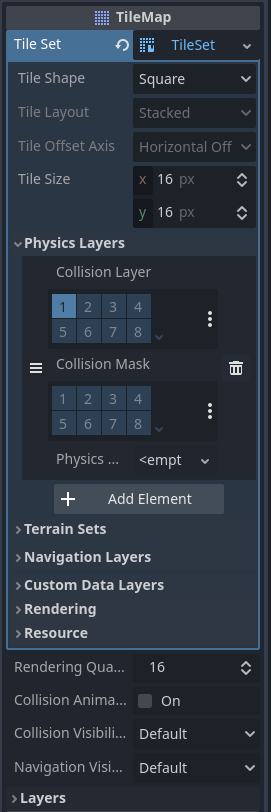 TileMap
Tile Set TileSet
Tile Shape Square
Tile Layout Stacked
Tile Offset Axis Horizontal Off
Tile Size x 16 px
y 16 px
Physics Layers
Collision Layer
1 2 3 4
5 6 7 8
Collision Mask
1 2 3 4
5 6 7 8
Physics ... <empt
Add Element
Terrain Sets
Navigation Layers
Custom Data Layers
Rendering
Resource
Rendering Qua... 16
Collision Anima... On
Collision Visibili... Default
Navigation Visi... Default
Layers